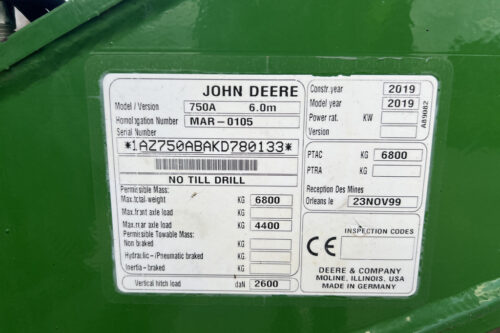 JOHN DEERE
Model / Version 750A 6.0m
Homologation Number MAR-0105
Serial Number
*1AZ750ABAKD780133*
NO TILL DRILL
Permissible Mass:
Max.total weight KG 6800
Max.front axle load KG
Max.rear axle load KG 4400
Permissible Towable Mass:
Non braked KG
Hydraulic-/Pneumatic braked KG
Inertia-braked KG
Vertical hitch load daN 2600
Constr.year 2019
Model year 2019
Power rat. KW
Version
A89082
PTAC KG 6800
PTRA KG
Reception Des Mines
Orleans le 23NOV99
CE INSPECTION CODES
DEERE & COMPANY
MOLINE, ILLINOIS, USA
MADE IN GERMANY